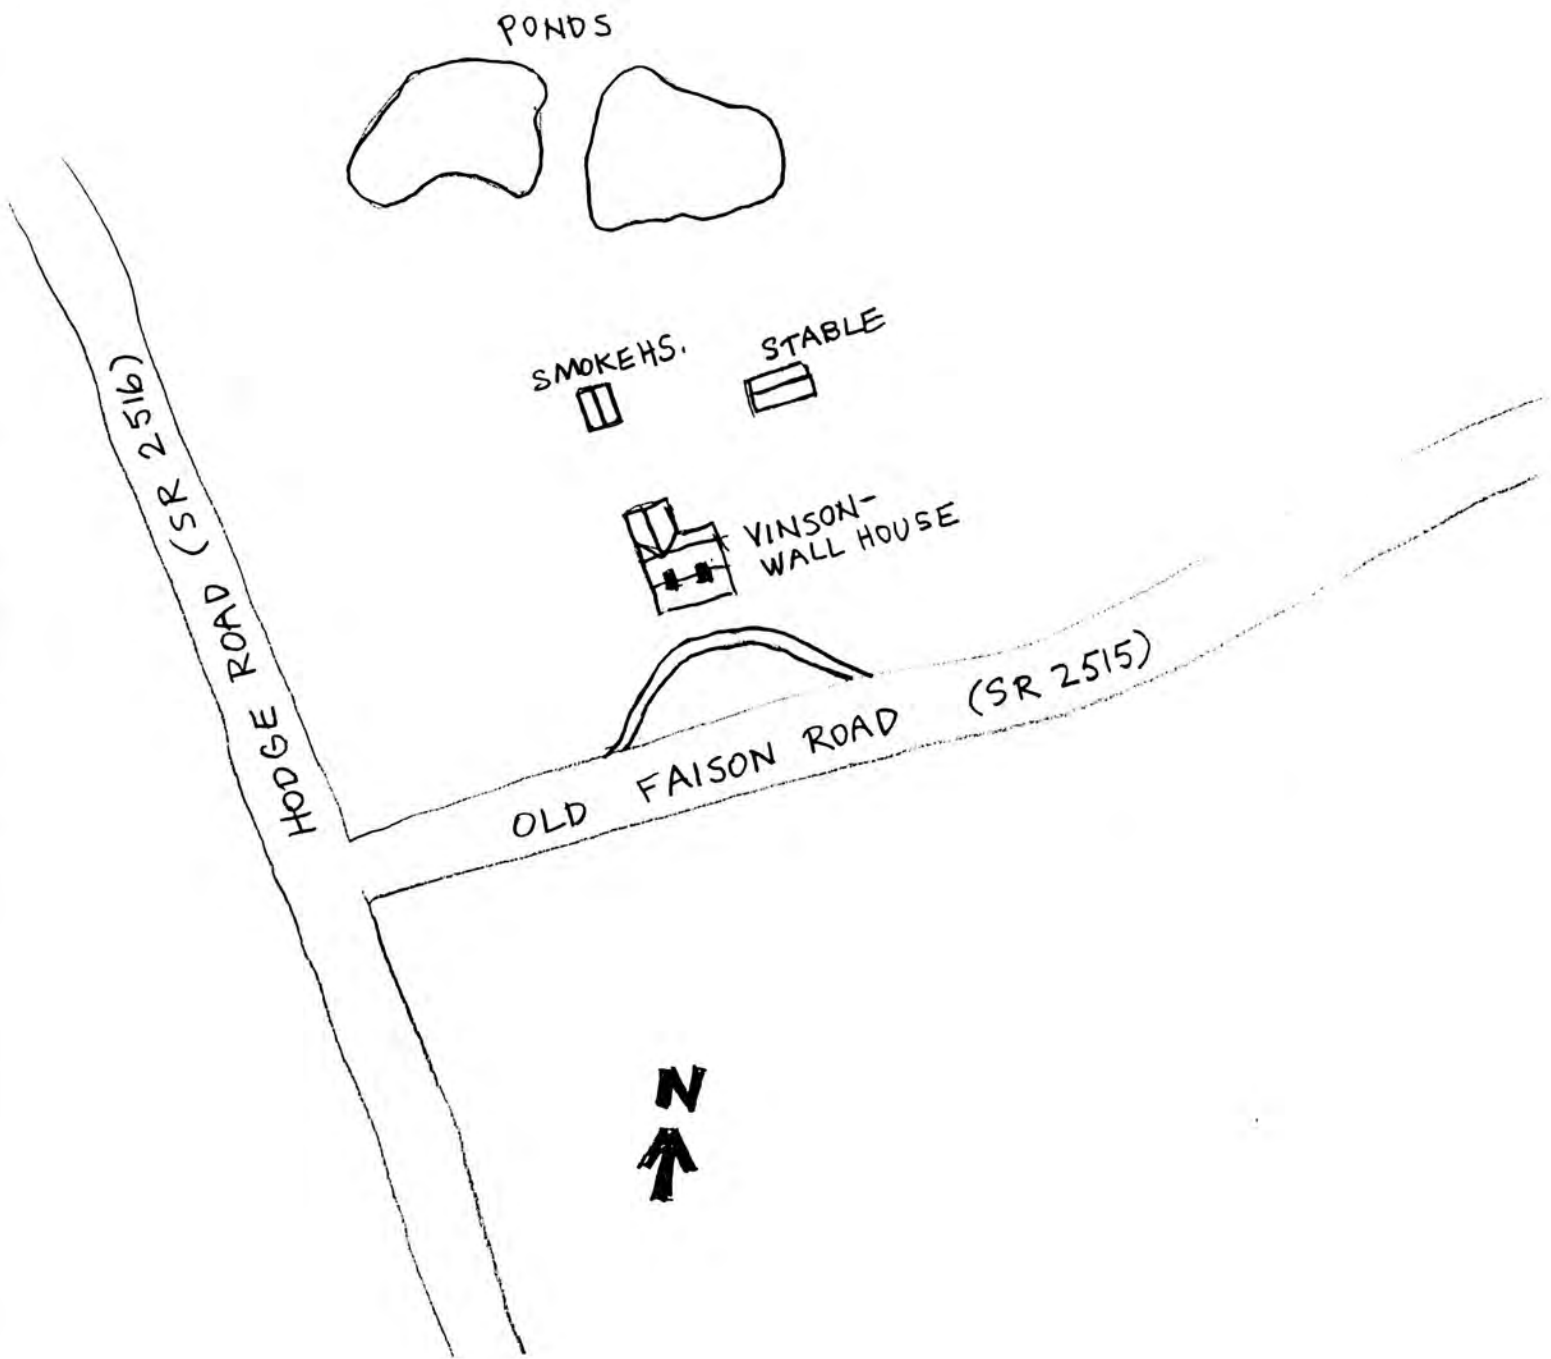 PONDS
SMOKEHS.
STABLE
VINSON-
WALL HOUSE
HODGE ROAD (SR 2516)
OLD FAISON ROAD (SR 2515)
N